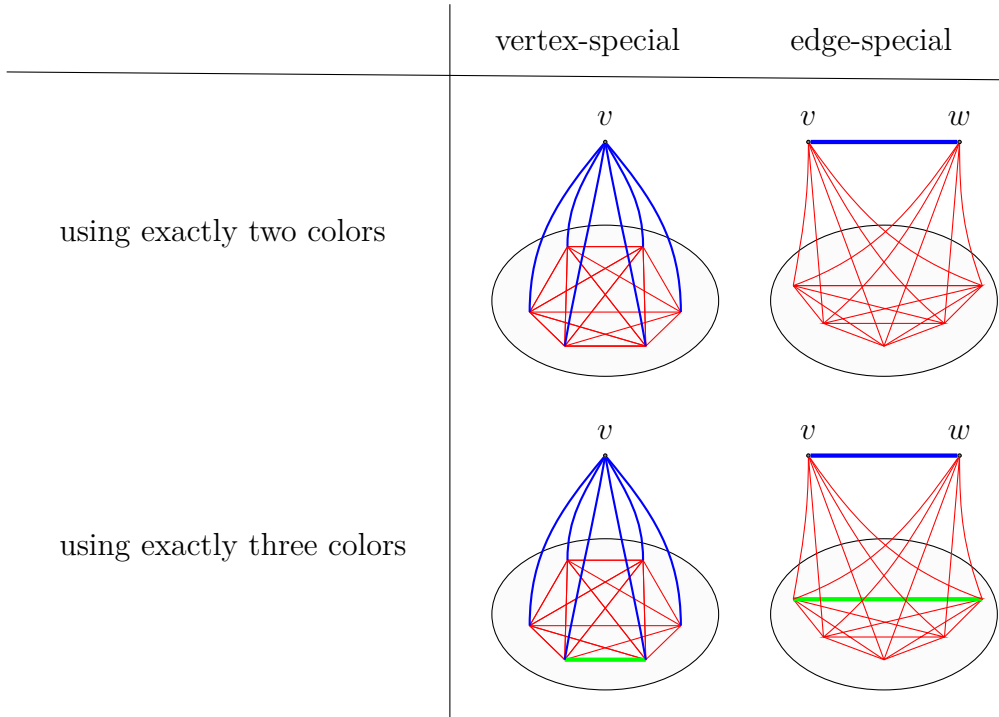 vertex-special edge-special
v v w
using exactly two colors
v v w
using exactly three colors